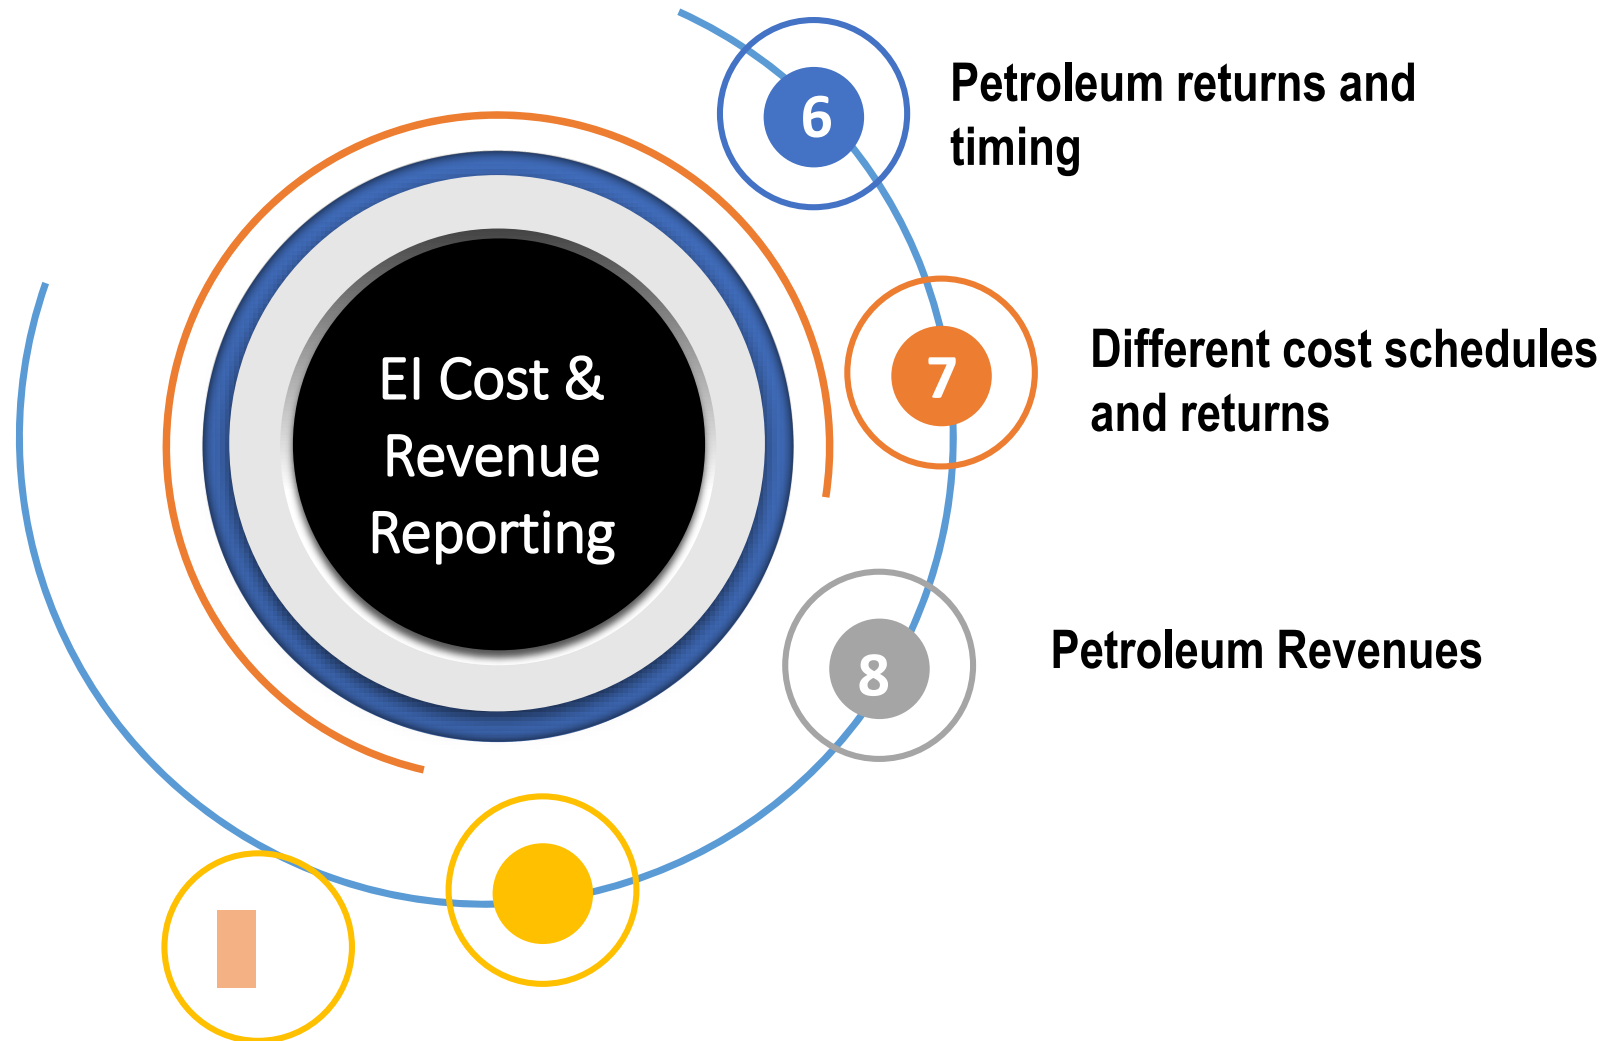 EI Cost &
Revenue
Reporting
6
Petroleum returns and
timing
7
Different cost schedules
and returns
8
Petroleum Revenues